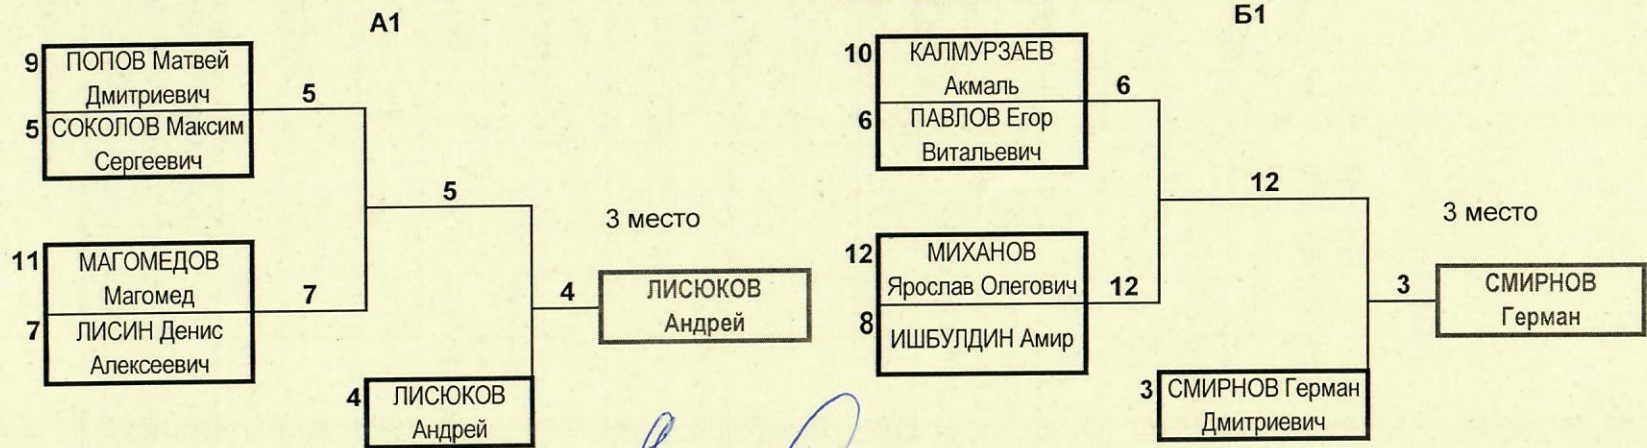 А1
9
ПОПОВ Матвей
Дмитриевич
5
5
СОКОЛОВ Максим
Сергеевич
5
11
МАГОМЕДОВ
Магомед
7
7
ЛИСИН Денис
Алексеевич
3 место
4
ЛИСЮКОВ
Андрей
4
ЛИСЮКОВ
Андрей
Б1
10
КАЛМУРЗАЕВ
Акмаль
6
6
ПАВЛОВ Егор
Витальевич
12
12
МИХАНОВ
Ярослав Олегович
12
8
ИШБУЛДИН Амир
3 место
3
СМИРНОВ
Герман
3
СМИРНОВ Герман
Дмитриевич